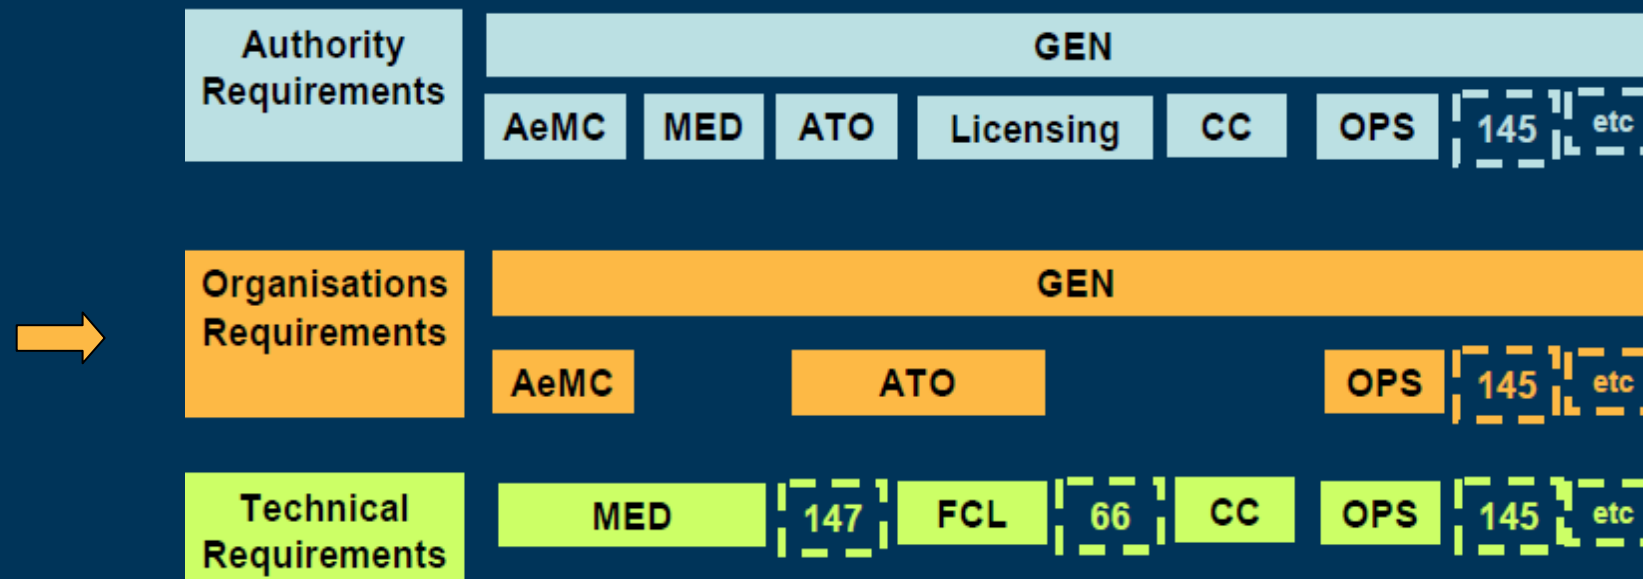 Authority
Requirements
GEN
AeMC MED ATO Licensing CC OPS 145 etc
Organisations
Requirements
GEN
AeMC ATO OPS 145 etc
Technical
Requirements
MED 147 FCL 66 CC OPS 145 etc